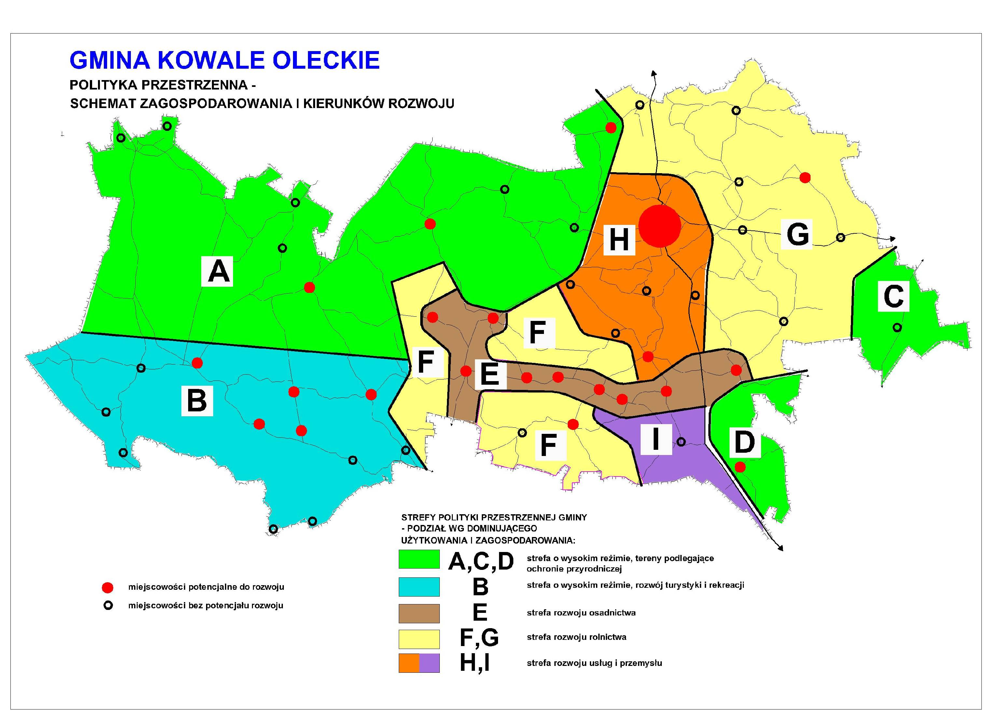 GMINA KOWALE OLECKIE
POLITYKA PRZESTRZENNA -
SCHEMAT ZAGOSPODAROWANIA I KIERUNKÓW ROZWOJU
A
B
F
E
F
F
H
G
C
I
D
STREFY POLITYKI PRZESTRZENNEJ GMINY
- PODZIAŁ WG DOMINUJĄCEGO
UŻYTKOWANIA I ZAGOSPODAROWANIA:
A,C,D strefa o wysokim reżimie, tereny podlegające
ochronie przyrodniczej
B strefa o wysokim reżimie, rozwój turystyki i rekreacji
E strefa rozwoju osadnictwa
F,G strefa rozwoju rolnictwa
H,I strefa rozwoju usług i przemysłu
miejscowości potencjalne do rozwoju
miejscowości bez potencjału rozwoju